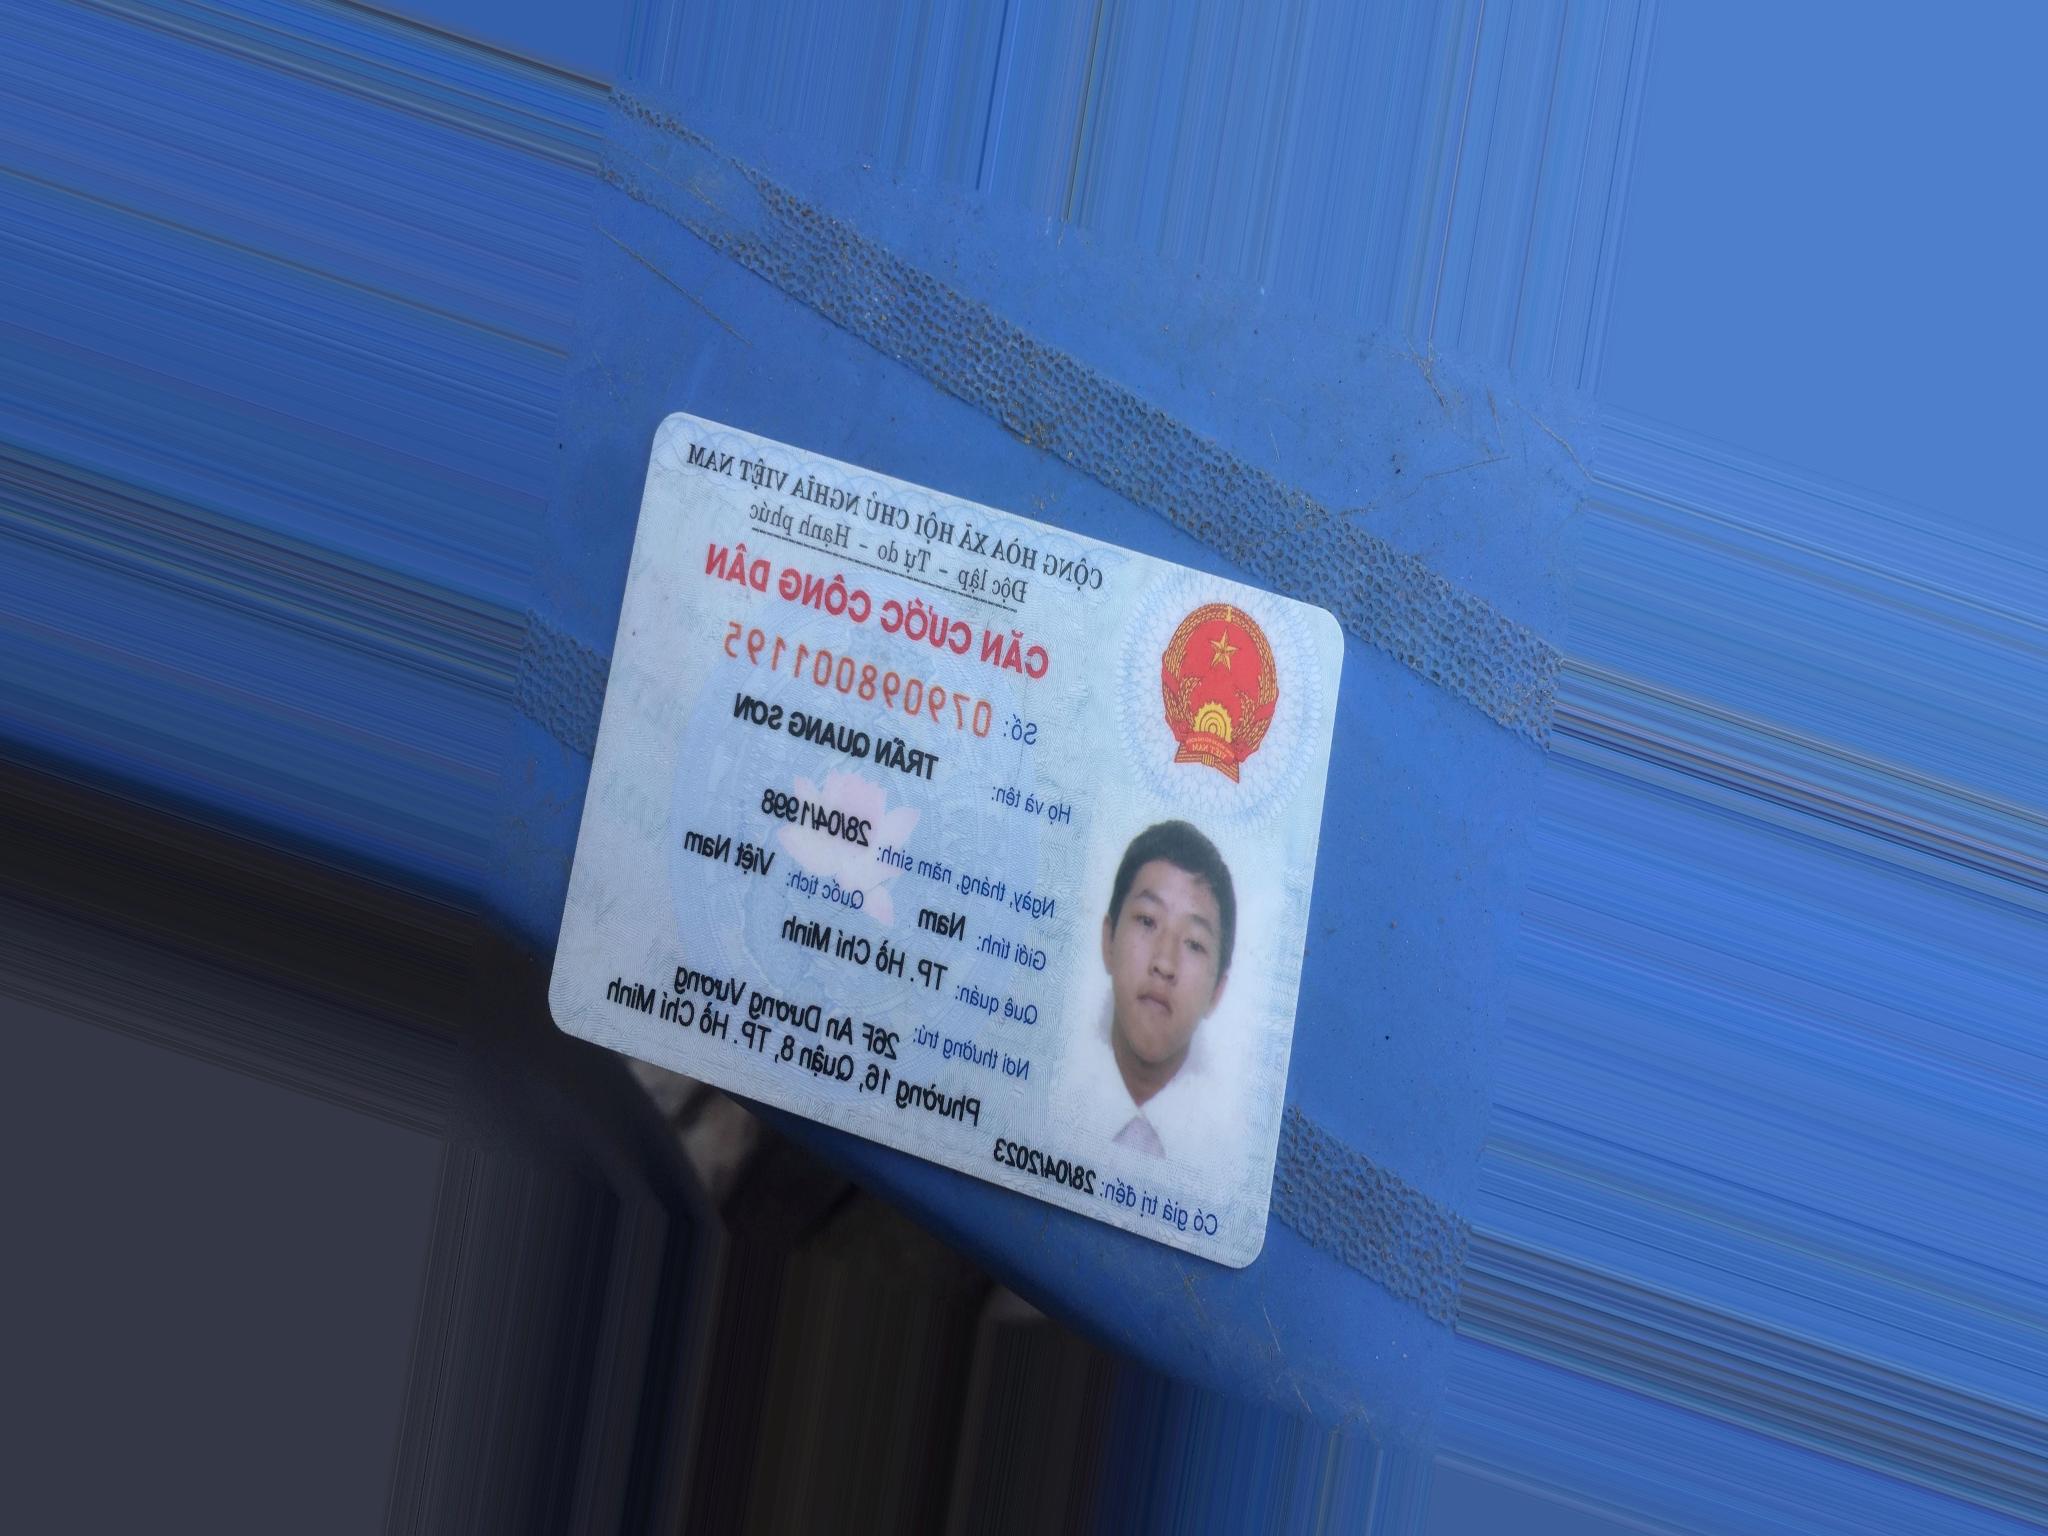 CỘNG HÒA XÃ HỘI CHỦ NGHĨA VIỆT NAM
Độc lập - Tự do - Hạnh phúc
CĂN CƯỚC CÔNG DÂN
Số: 079098001195
Họ và tên:
TRẦN QUANG SƠN
Ngày, tháng, năm sinh: 28/04/1998
Giới tính: Nam Quốc tịch: Việt Nam
Quê quán: TP. Hồ Chí Minh
Nơi thường trú: 26F An Dương Vương
Phường 16, Quận 8, TP. Hồ Chí Minh
Có giá trị đến: 28/04/2023
VIỆT NAM